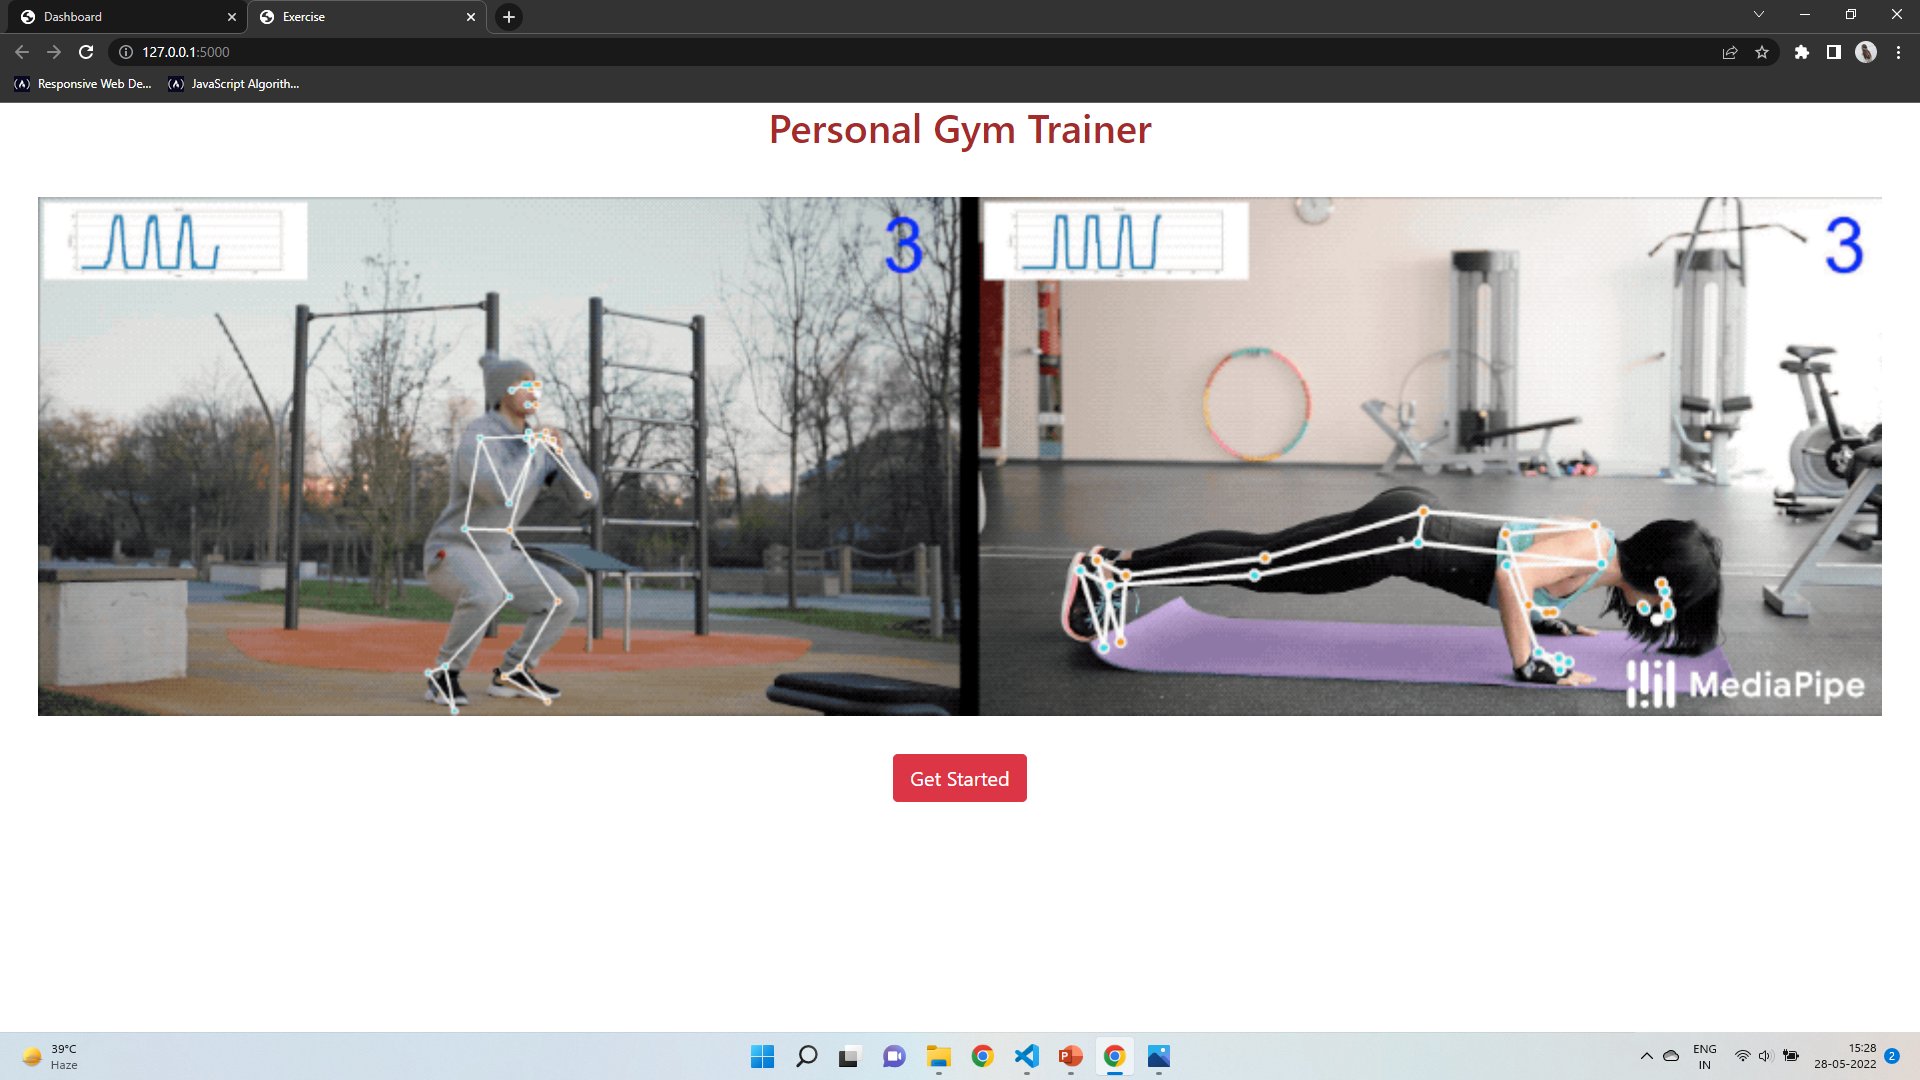 Dashboard
Exercise
127.0.0.1:5000
Responsive Web De...
JavaScript Algorith...
Personal Gym Trainer
3
3
MediaPipe
Get Started
39°C
Haze
ENG
IN
15:28
28-05-2022
2